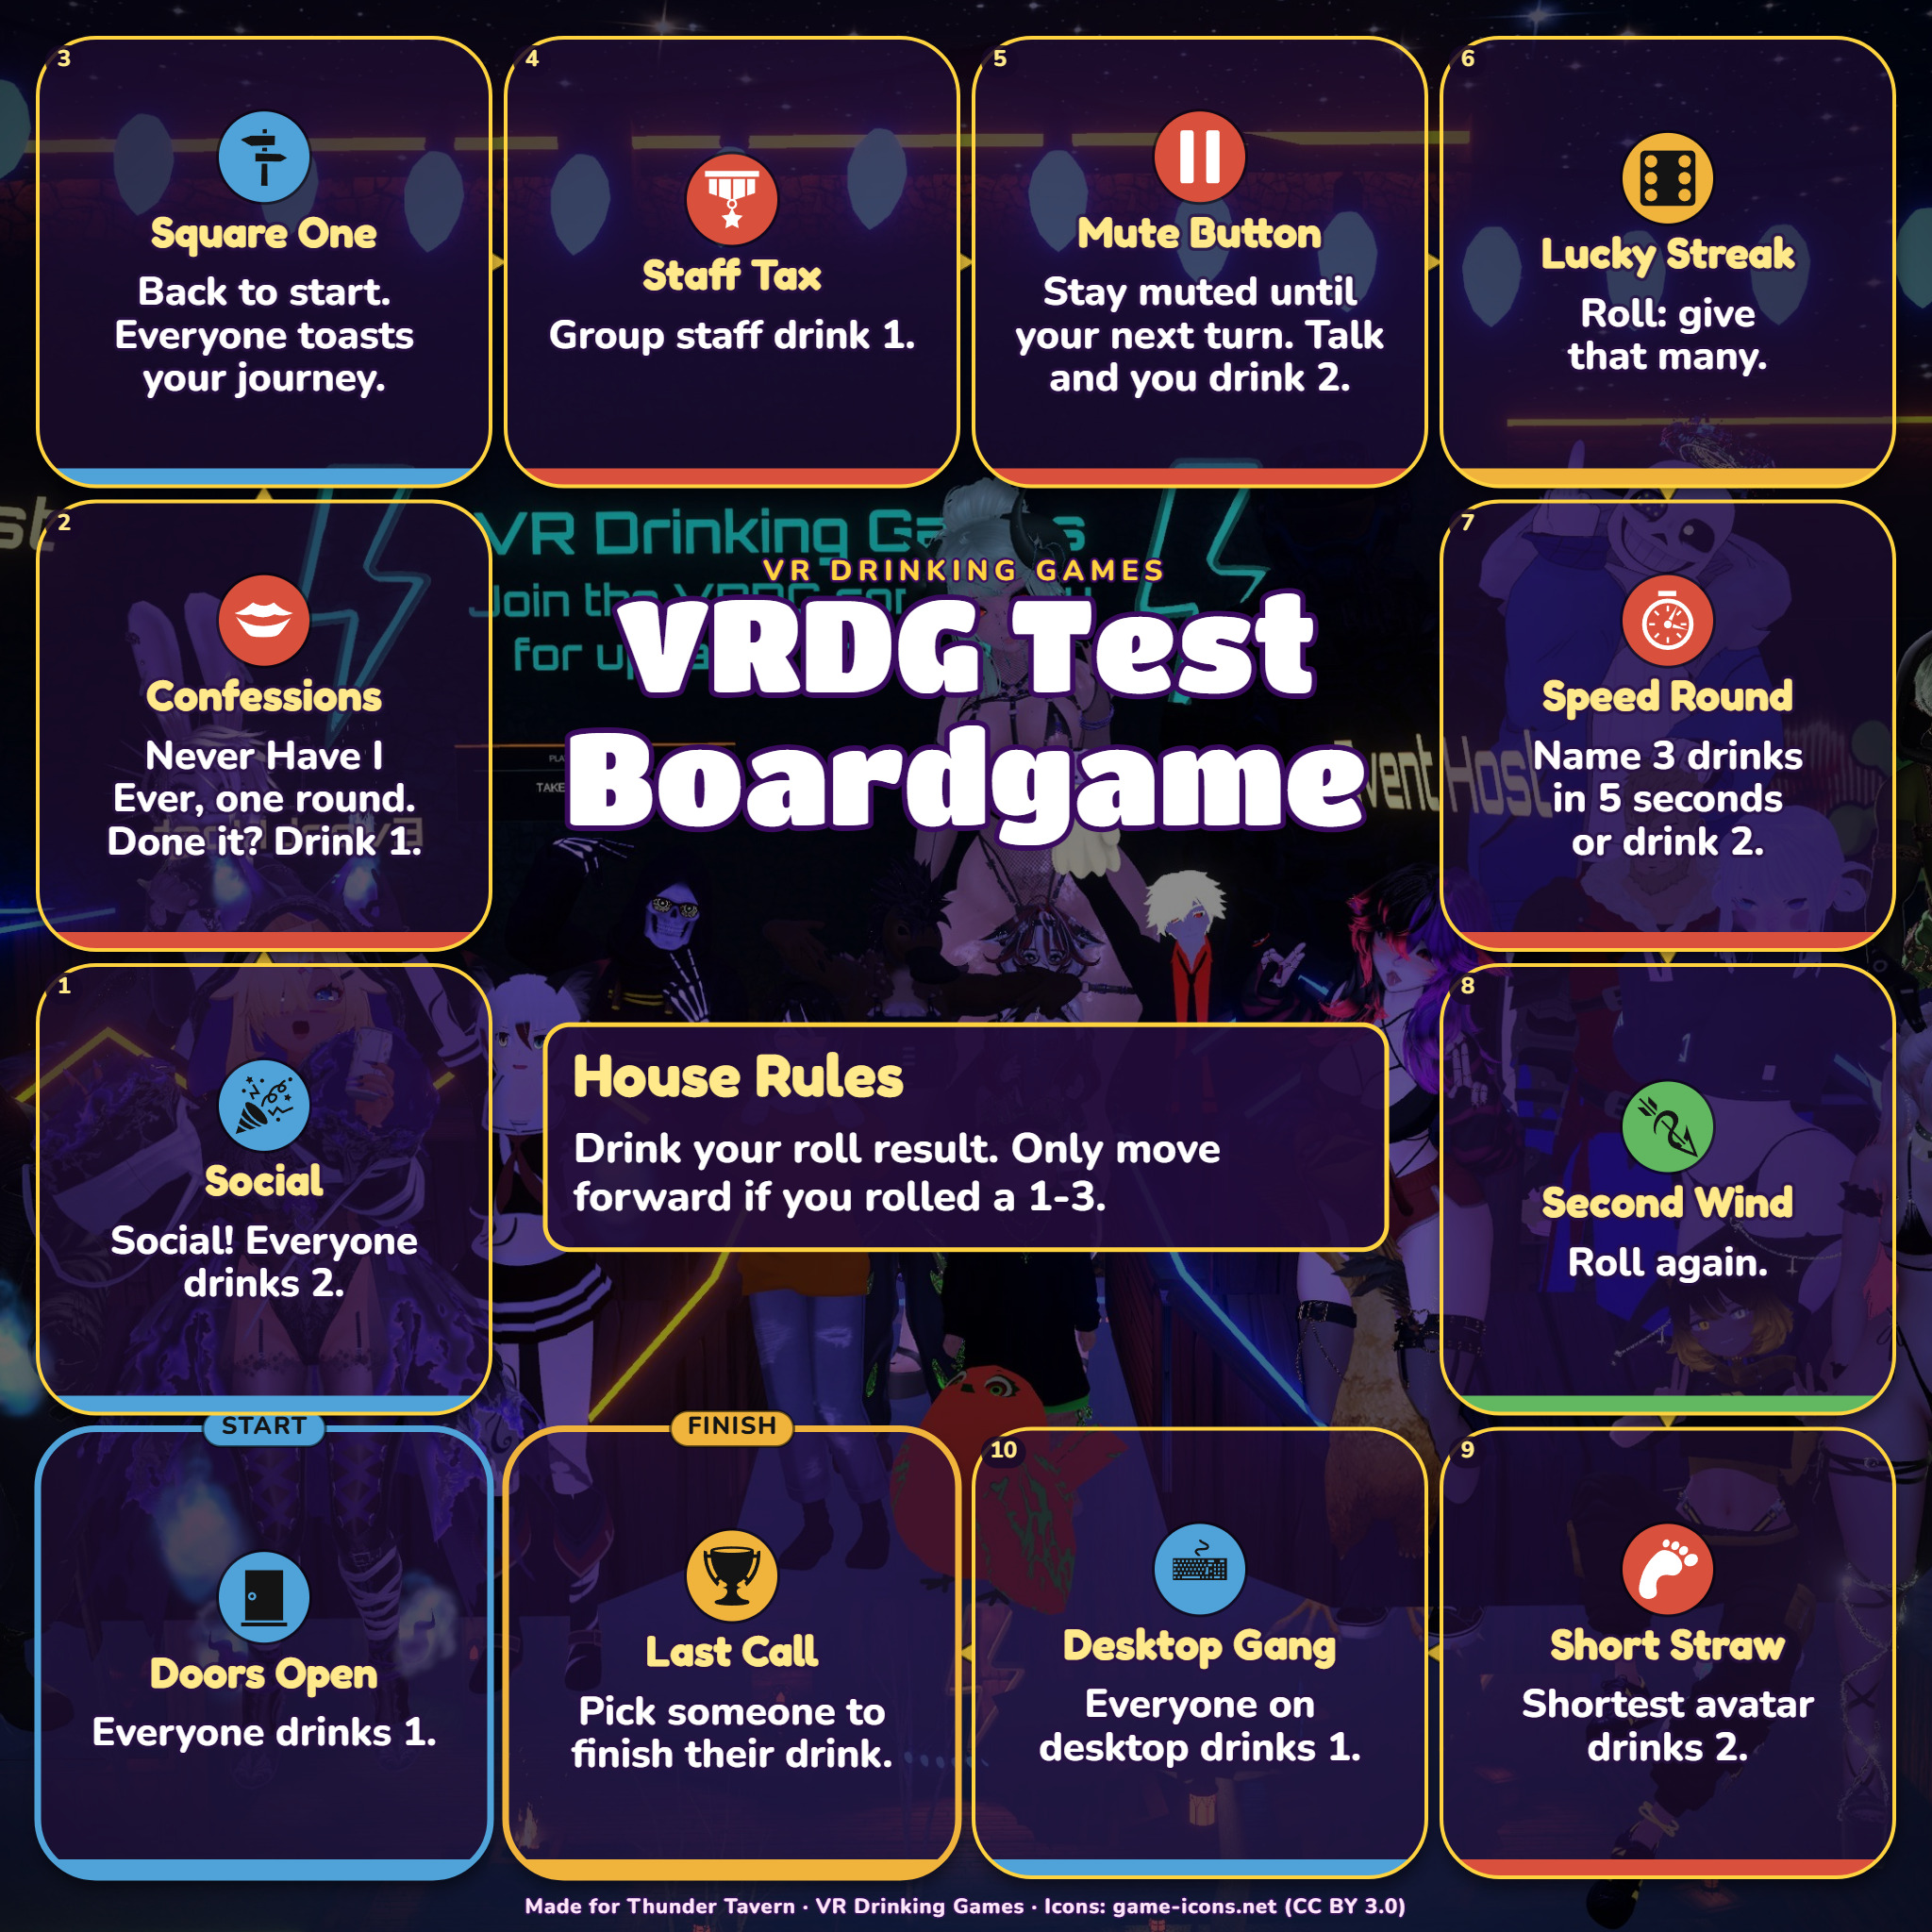 3
Square One
Back to start.
Everyone toasts
your journey.
4
Staff Tax
Group staff drink 1.
5
Mute Button
Stay muted until
your next turn. Talk
and you drink 2.
6
Lucky Streak
Roll: give
that many.
2
Confessions
Never Have I
Ever, one round.
Done it? Drink 1.
VR Drinking
Join the
for
VR DRINKING GAMES
VRDG Test
Boardgame
Host
7
Speed Round
Name 3 drinks
in 5 seconds
or drink 2.
1
Social
Social! Everyone
drinks 2.
House Rules
Drink your roll result. Only move
forward if you rolled a 1-3.
8
Second Wind
Roll again.
START
Doors Open
Everyone drinks 1.
FINISH
Last Call
Pick someone to
finish their drink.
10
Desktop Gang
Everyone on
desktop drinks 1.
9
Short Straw
Shortest avatar
drinks 2.
Made for Thunder Tavern · VR Drinking Games · Icons: game-icons.net (CC BY 3.0)